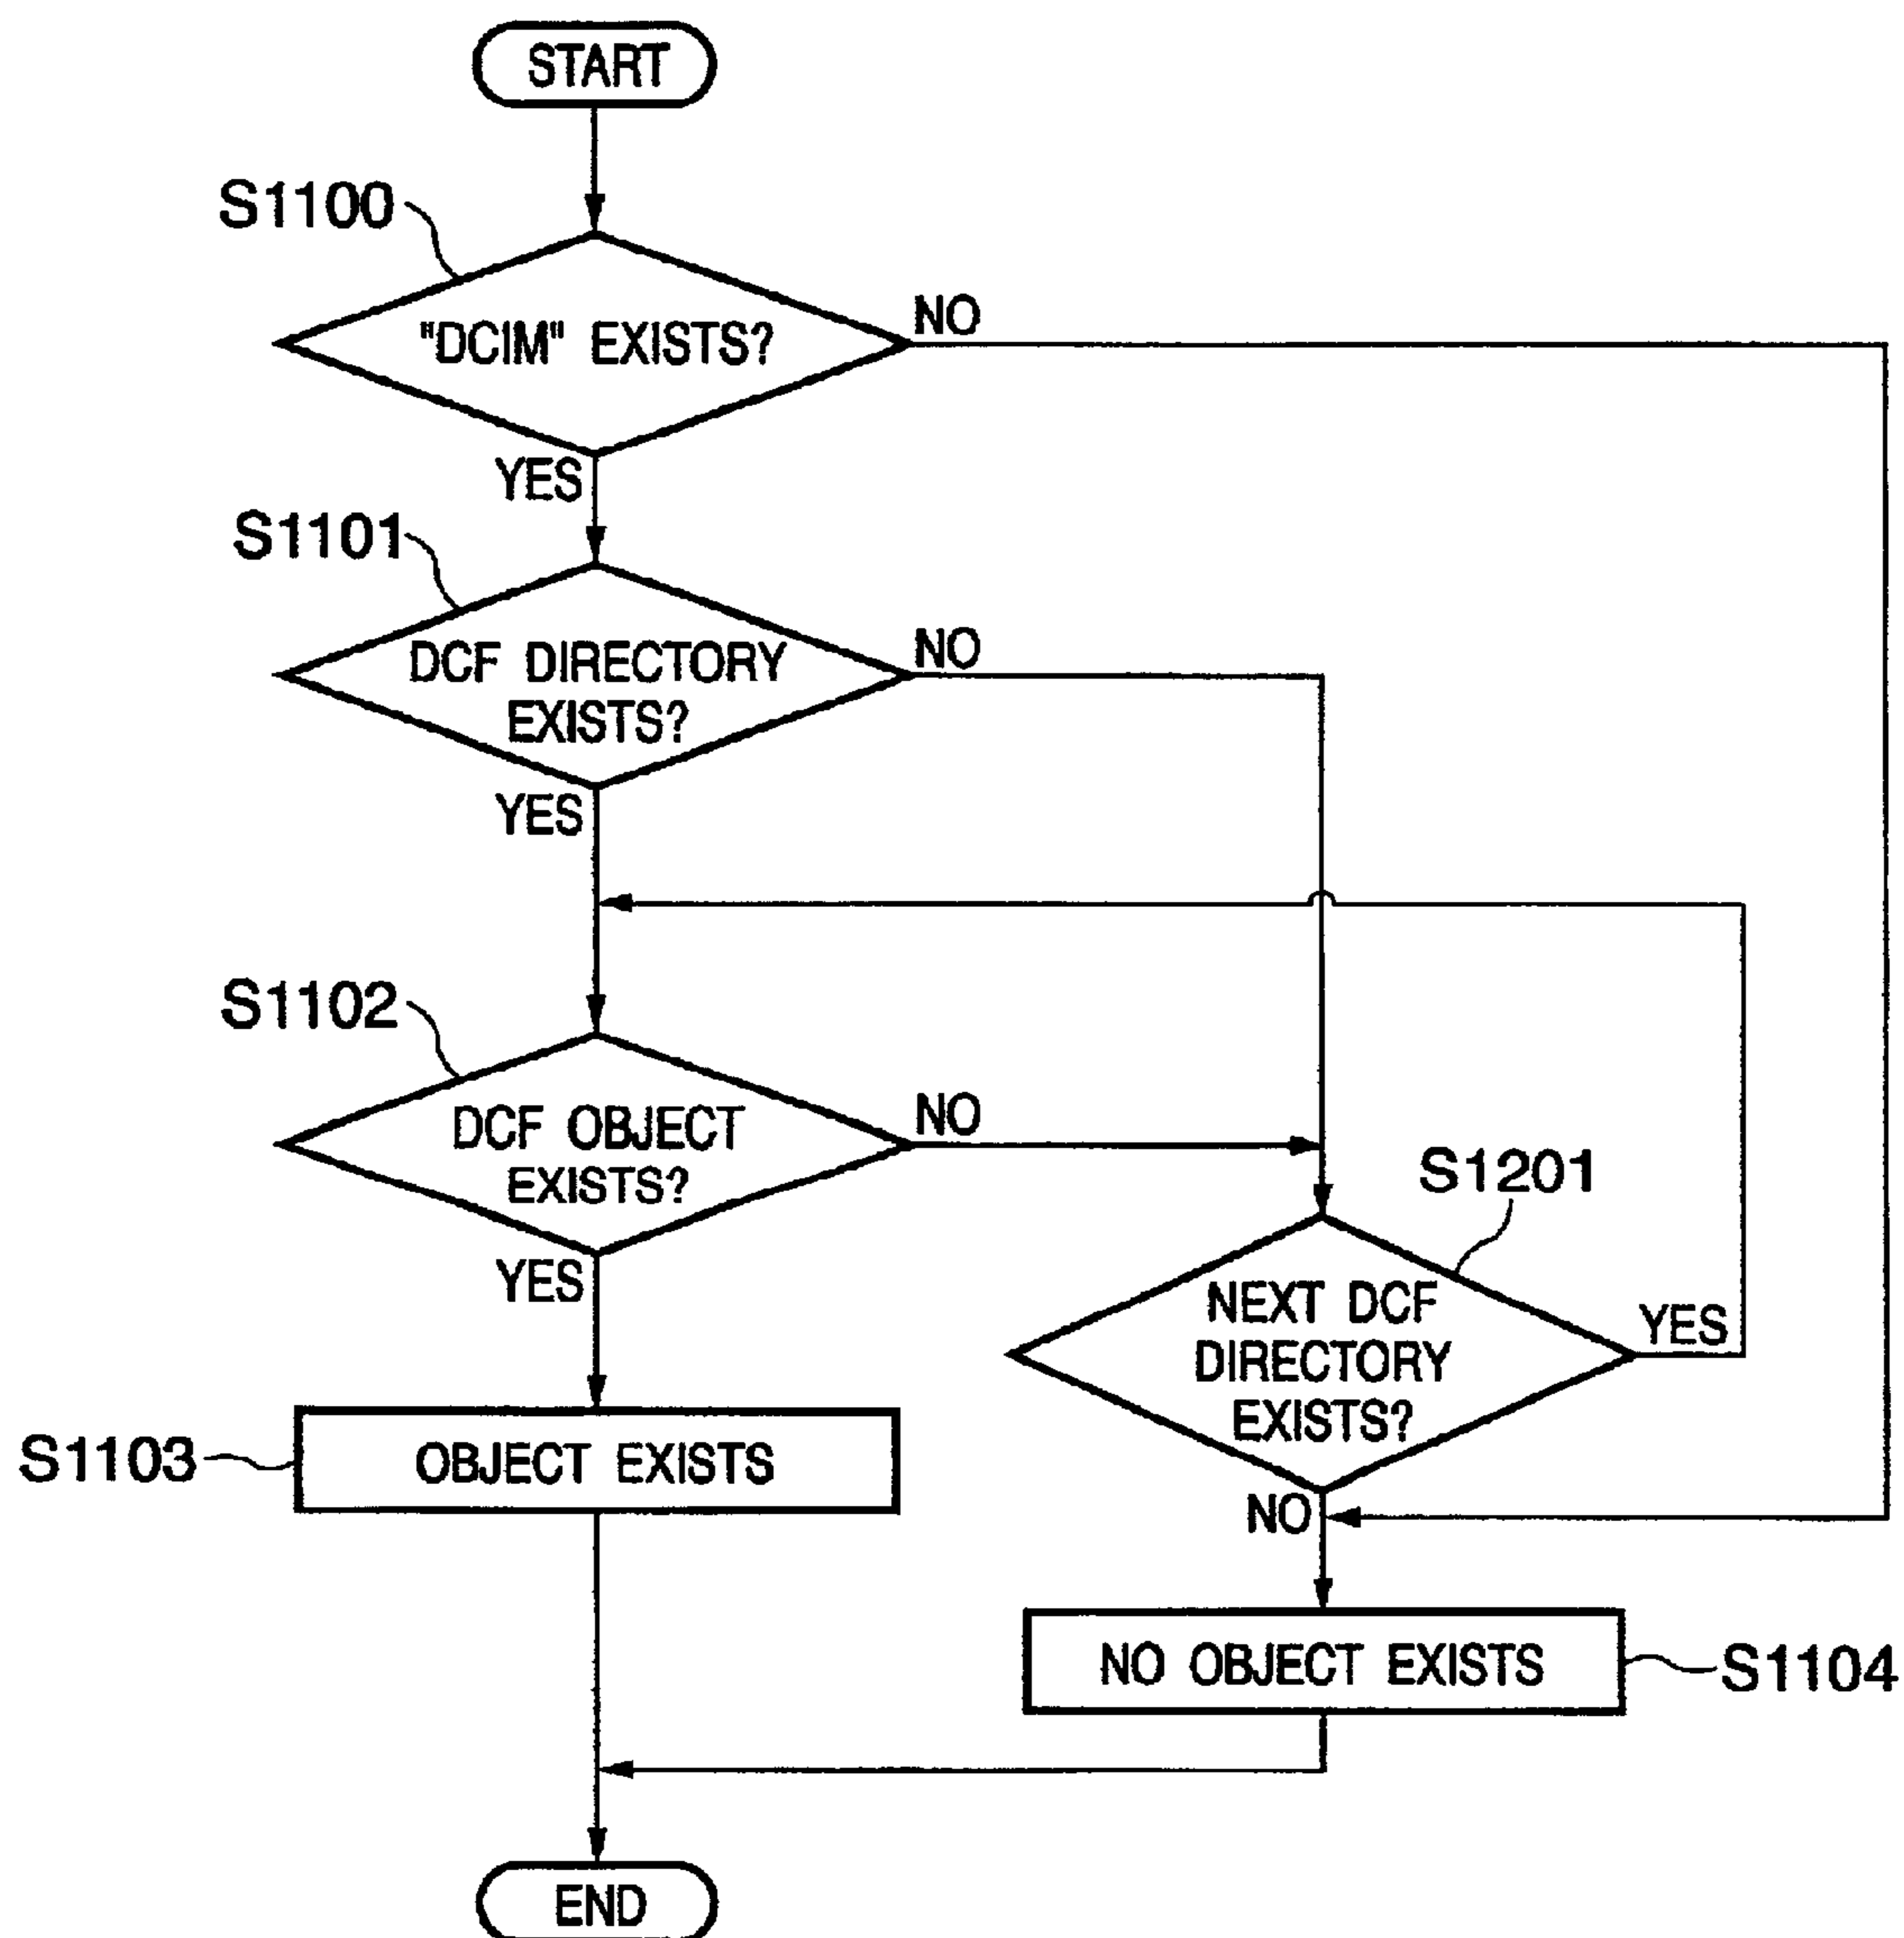 START
S1100
"DCIM" EXISTS?
NO
YES
S1101
DCF DIRECTORY
EXISTS?
NO
YES
S1102
DCF OBJECT
EXISTS?
NO
YES
S1201
NEXT DCF
DIRECTORY
EXISTS?
YES
NO
S1103
OBJECT EXISTS
NO OBJECT EXISTS
S1104
END